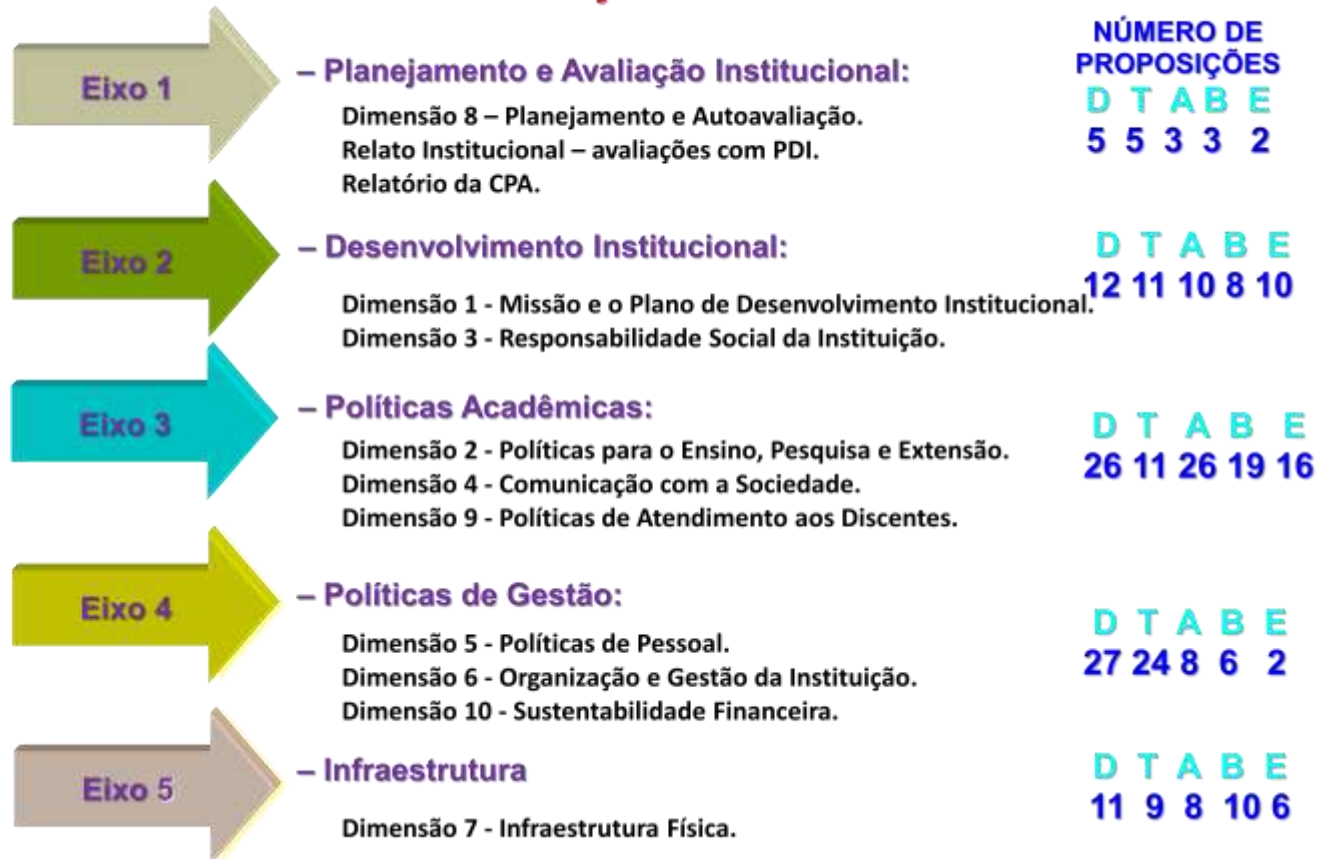 NÚMERO DE
PROPOSIÇÕES
Eixo 1
– Planejamento e Avaliação Institucional:
D T A B E
Dimensão 8 – Planejamento e Autoavaliação.
5 5 3 3 2
Relato Institucional – avaliações com PDI.
Relatório da CPA.
Eixo 2
– Desenvolvimento Institucional:
D T A B E
12 11 10 8 10
Dimensão 1 - Missão e o Plano de Desenvolvimento Institucional.
Dimensão 3 - Responsabilidade Social da Instituição.
Eixo 3
– Políticas Acadêmicas:
D T A B E
Dimensão 2 - Políticas para o Ensino, Pesquisa e Extensão.
26 11 26 19 16
Dimensão 4 - Comunicação com a Sociedade.
Dimensão 9 - Políticas de Atendimento aos Discentes.
Eixo 4
– Políticas de Gestão:
D T A B E
Dimensão 5 - Políticas de Pessoal.
27 24 8 6 2
Dimensão 6 - Organização e Gestão da Instituição.
Dimensão 10 - Sustentabilidade Financeira.
Eixo 5
– Infraestrutura
D T A B E
11 9 8 10 6
Dimensão 7 - Infraestrutura Física.